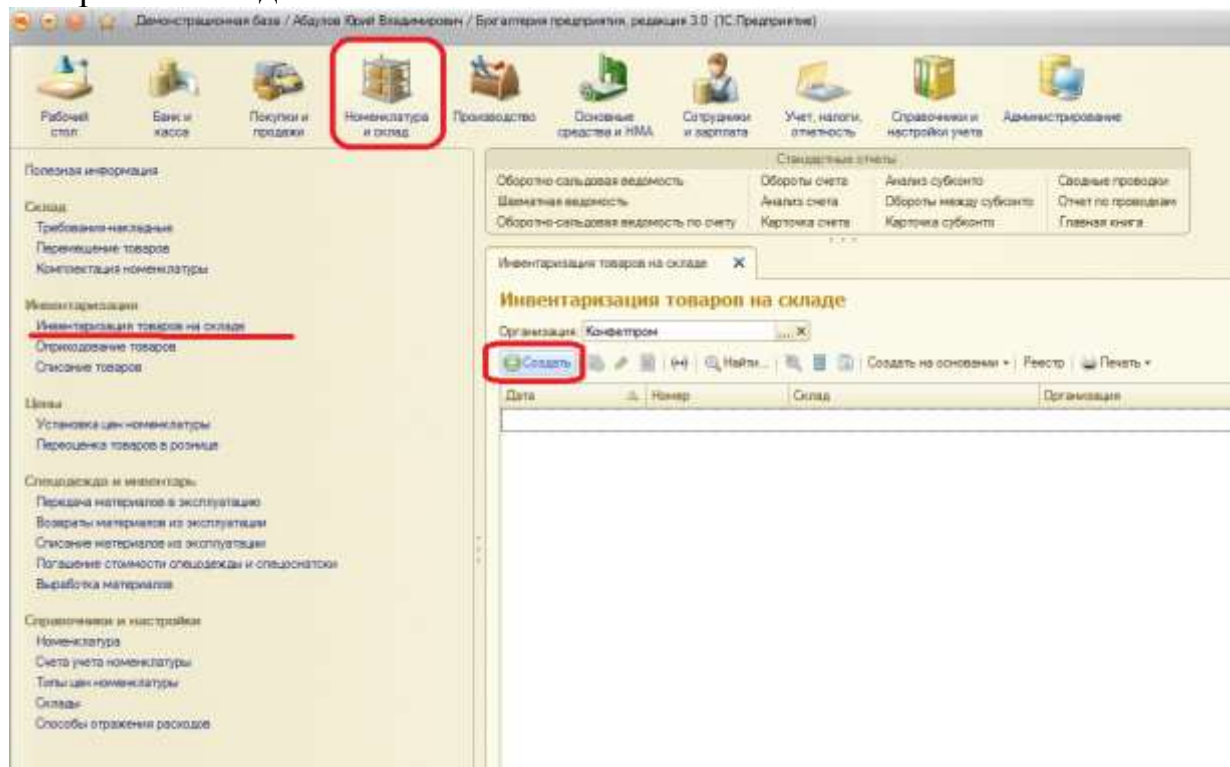 Демонстрационная база / Абдулов Юрий Владимирович / Бухгалтерия предприятия, редакция 3.0 (1С:Предприятие)
Рабочий стол
Банк и касса
Покупки и продажи
Номенклатура и склад
Производство
Основные средства и НМА
Сотрудники и зарплата
Учет, налоги, отчетность
Справочники и настройки учета
Администрирование
Полезная информация
Склад
Требования-накладные
Перемещение товаров
Комплектация номенклатуры
Инвентаризация
Инвентаризация товаров на складе
Оприходование товаров
Списание товаров
Цены
Установка цен номенклатуры
Переоценка товаров в рознице
Спецодежда и инвентарь
Передача материалов в эксплуатацию
Возвраты материалов из эксплуатации
Списание материалов из эксплуатации
Погашение стоимости спецодежды и спецоснастки
Выработка материалов
Справочники и настройки
Номенклатура
Счета учета номенклатуры
Типы цен номенклатуры
Склады
Способы отражения расходов
Стандартные отчеты
Оборотно-сальдовая ведомость Обороты счета Анализ субконто Сводные проводки
Шахматная ведомость Анализ счета Обороты между субконто Отчет по проводкам
Оборотно-сальдовая ведомость по счету Карточка счета Карточка субконто Главная книга
Инвентаризация товаров на складе X
Инвентаризация товаров на складе
Организация: Конфетпром ... X
Создать Найти... Создать на основании Реестр Печать
Дата Номер Склад Организация